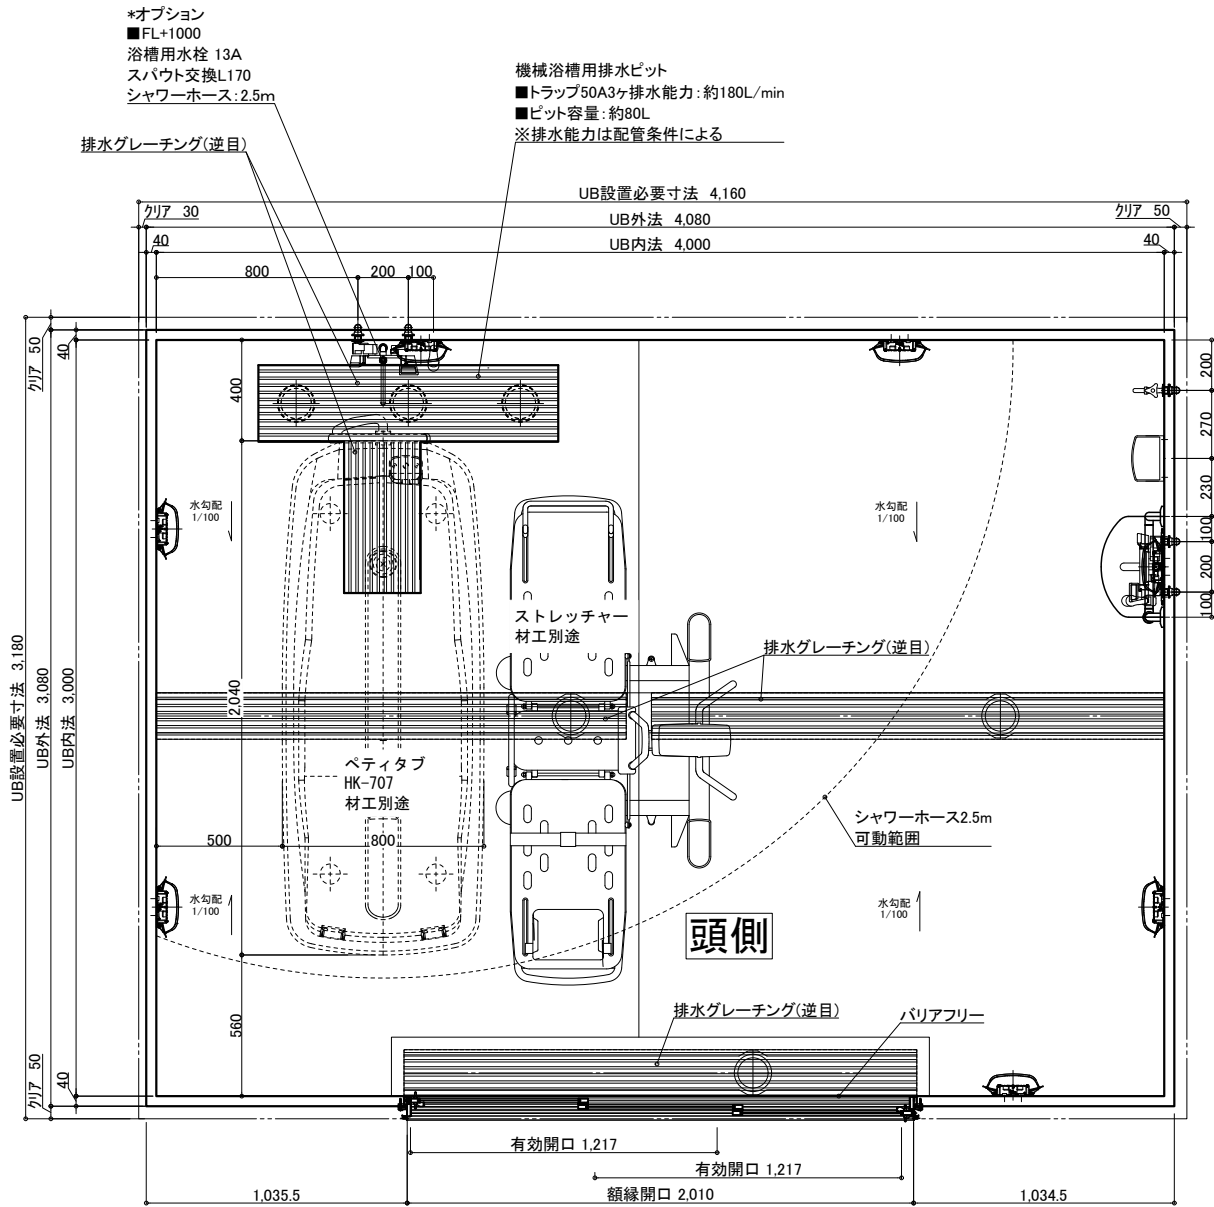 *オプション
■FL+1000
浴槽用水栓 13A
スパウト交換L170
シャワーホース:2.5m
排水グレーチング(逆目)
機械浴槽用排水ピット
■トラップ50A3ヶ排水能力:約180L/min
■ピット容量:約80L
※排水能力は配管条件による
UB設置必要寸法 4,160
クリア 30
UB外法 4,080
クリア 50
40
UB内法 4,000
40
800
200
100
クリア 50
40
400
200
270
230
100
200
100
水勾配
1/100
水勾配
1/100
ストレッチャー
材工別途
排水グレーチング(逆目)
UB設置必要寸法 3,180
UB外法 3,080
UB内法 3,000
2,040
ペティタブ
HK-707
材工別途
500
800
シャワーホース2.5m
可動範囲
水勾配
1/100
水勾配
1/100
頭側
560
排水グレーチング(逆目)
バリアフリー
クリア 50
40
有効開口 1,217
有効開口 1,217
1,035.5
額縁開口 2,010
1,034.5